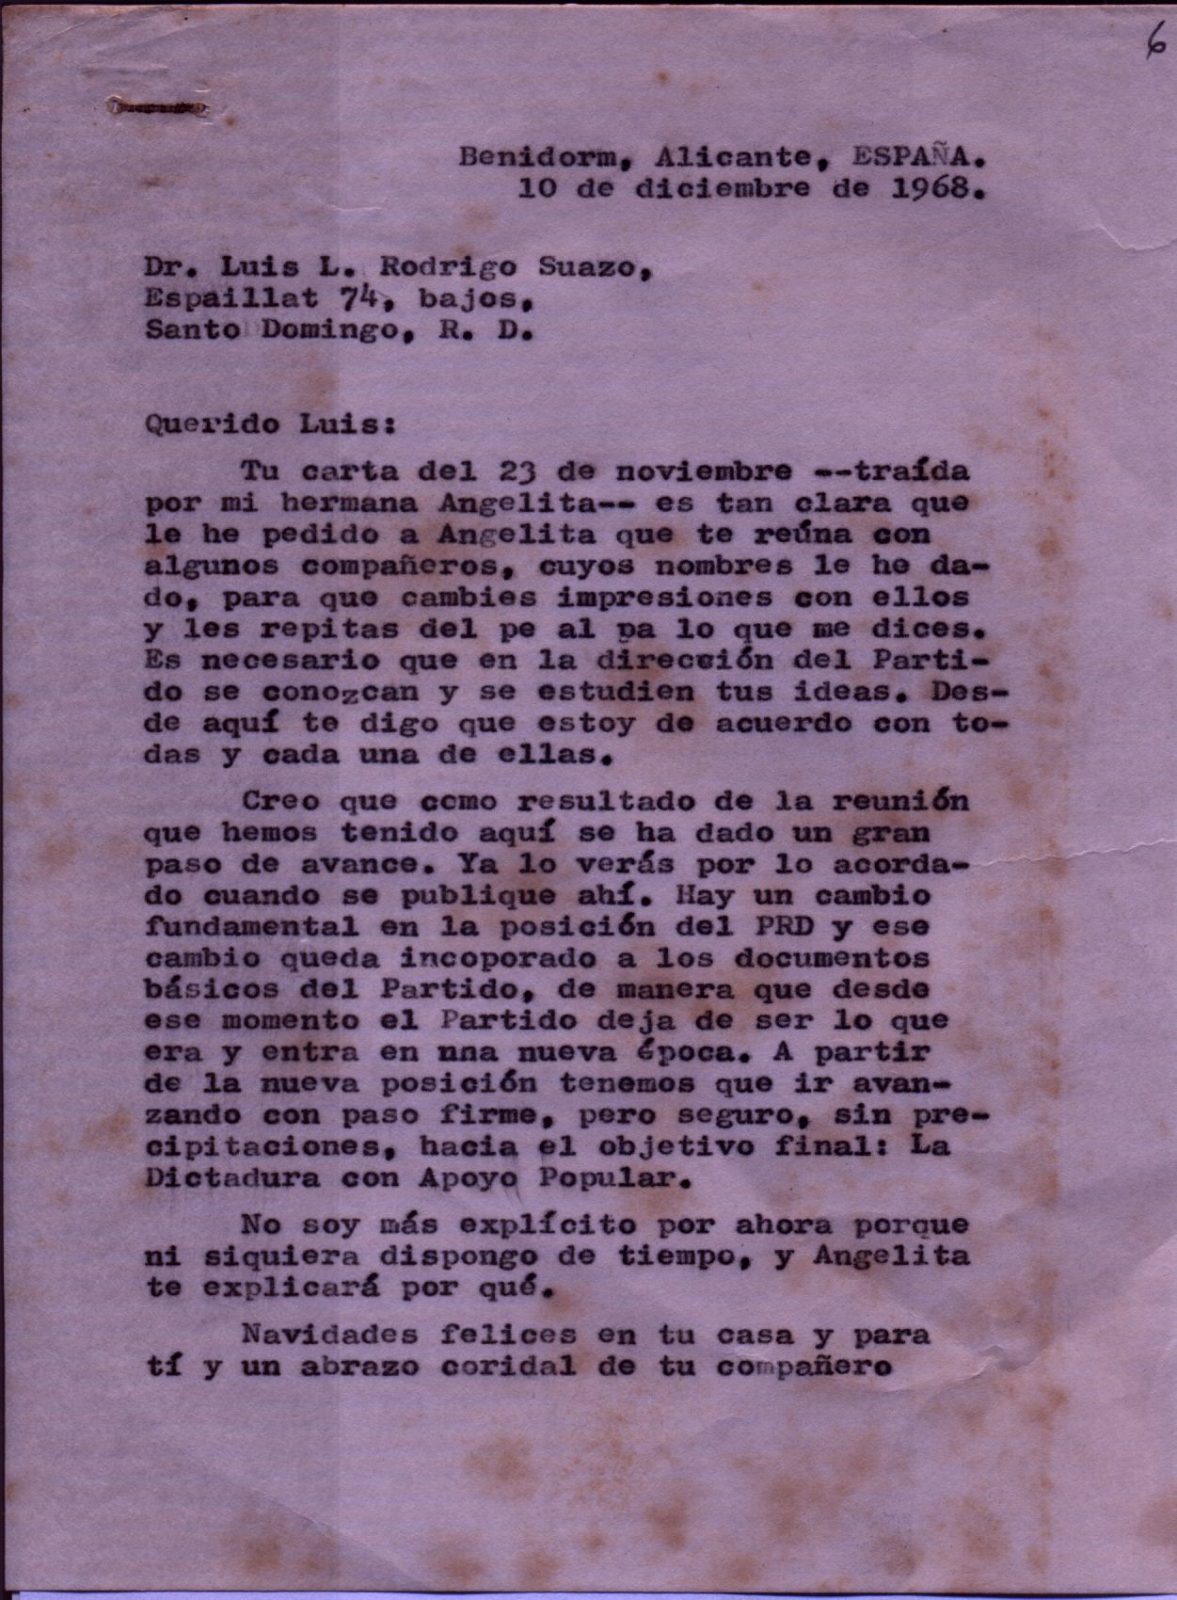 6
Benidorm, Alicante, ESPAÑA.
10 de diciembre de 1968.
Dr. Luis L. Rodrigo Suazo,
Espaillat 74, bajos,
Santo Domingo, R. D.
Querido Luis:
Tu carta del 23 de noviembre --traída
por mi hermana Angelita-- es tan clara que
le he pedido a Angelita que te reúna con
algunos compañeros, cuyos nombres le he da-
do, para que cambies impresiones con ellos
y les repitas del pe al pa lo que me dices.
Es necesario que en la dirección del Parti-
do se conozcan y se estudien tus ideas. Des-
de aquí te digo que estoy de acuerdo con to-
das y cada una de ellas.
Creo que como resultado de la reunión
que hemos tenido aquí se ha dado un gran
paso de avance. Ya lo verás por lo acorda-
do cuando se publique ahí. Hay un cambio
fundamental en la posición del PRD y ese
cambio queda incoporado a los documentos
básicos del Partido, de manera que desde
ese momento el Partido deja de ser lo que
era y entra en nna nueva época. A partir
de la nueva posición tenemos que ir avan-
zando con paso firme, pero seguro, sin pre-
cipitaciones, hacia el objetivo final: La
Dictadura con Apoyo Popular.
No soy más explícito por ahora porque
ni siquiera dispongo de tiempo, y Angelita
te explicará por qué.
Navidades felices en tu casa y para
tí y un abrazo coridal de tu compañero